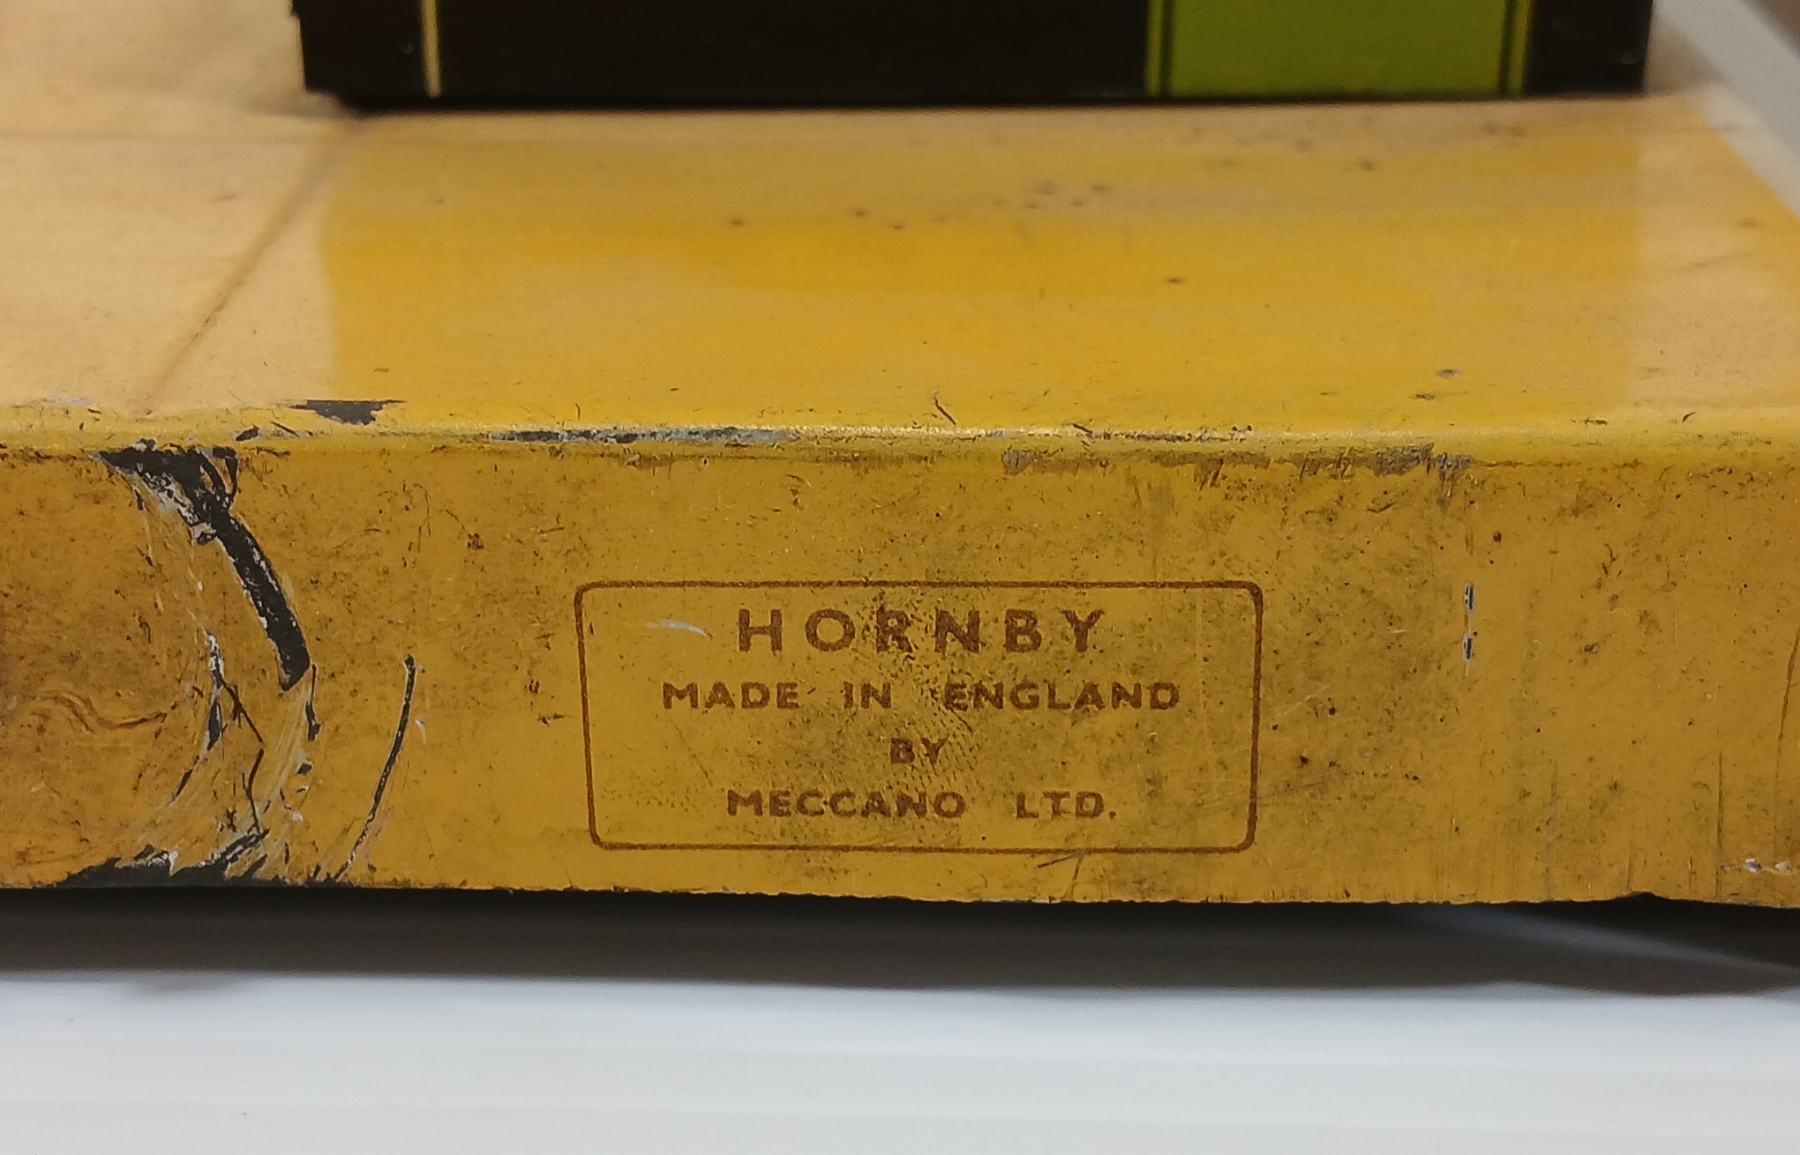 HORNBY
MADE IN ENGLAND
BY
MECCANO LTD.